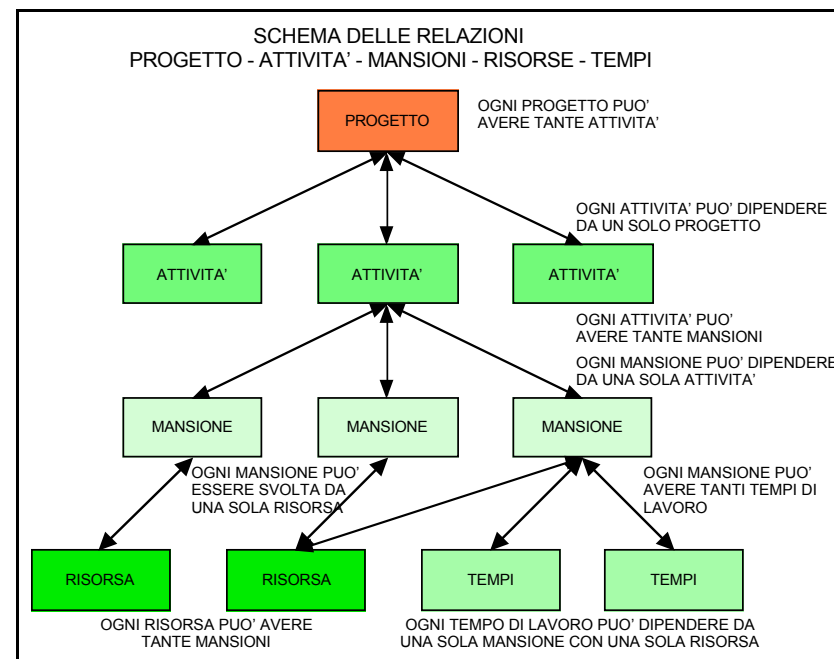 SCHEMA DELLE RELAZIONI
PROGETTO - ATTIVITA' - MANSIONI - RISORSE - TEMPI
PROGETTO
OGNI PROGETTO PUO'
AVERE TANTE ATTIVITA'
OGNI ATTIVITA' PUO' DIPENDERE
DA UN SOLO PROGETTO
ATTIVITA'
ATTIVITA'
ATTIVITA'
OGNI ATTIVITA' PUO'
AVERE TANTE MANSIONI
OGNI MANSIONE PUO' DIPENDERE
DA UNA SOLA ATTIVITA'
MANSIONE
MANSIONE
MANSIONE
OGNI MANSIONE PUO'
ESSERE SVOLTA DA
UNA SOLA RISORSA
OGNI MANSIONE PUO'
AVERE TANTI TEMPI DI
LAVORO
RISORSA
RISORSA
TEMPI
TEMPI
OGNI RISORSA PUO' AVERE
TANTE MANSIONI
OGNI TEMPO DI LAVORO PUO' DIPENDERE DA
UNA SOLA MANSIONE CON UNA SOLA RISORSA